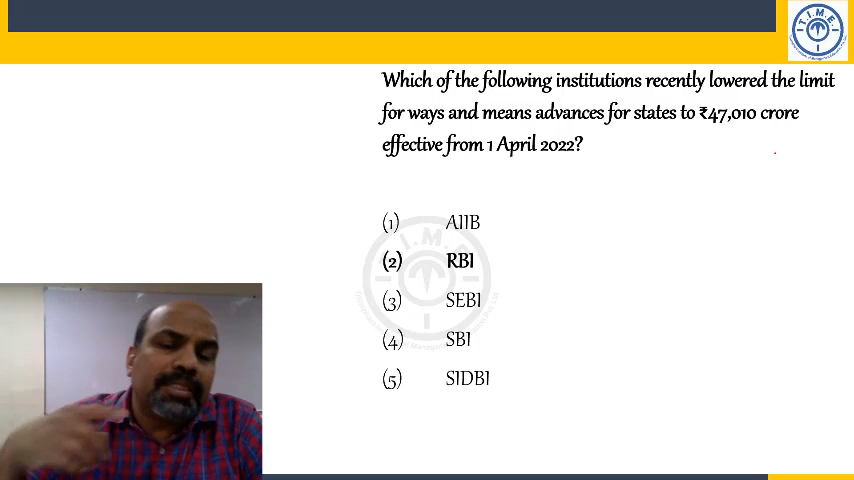 T.I.M.E.
Which of the following institutions recently lowered the limit
for ways and means advances for states to ₹47,010 crore
effective from 1 April 2022?
(1) AIIB
(2) RBI
(3) SEBI
(4) SBI
(5) SIDBI